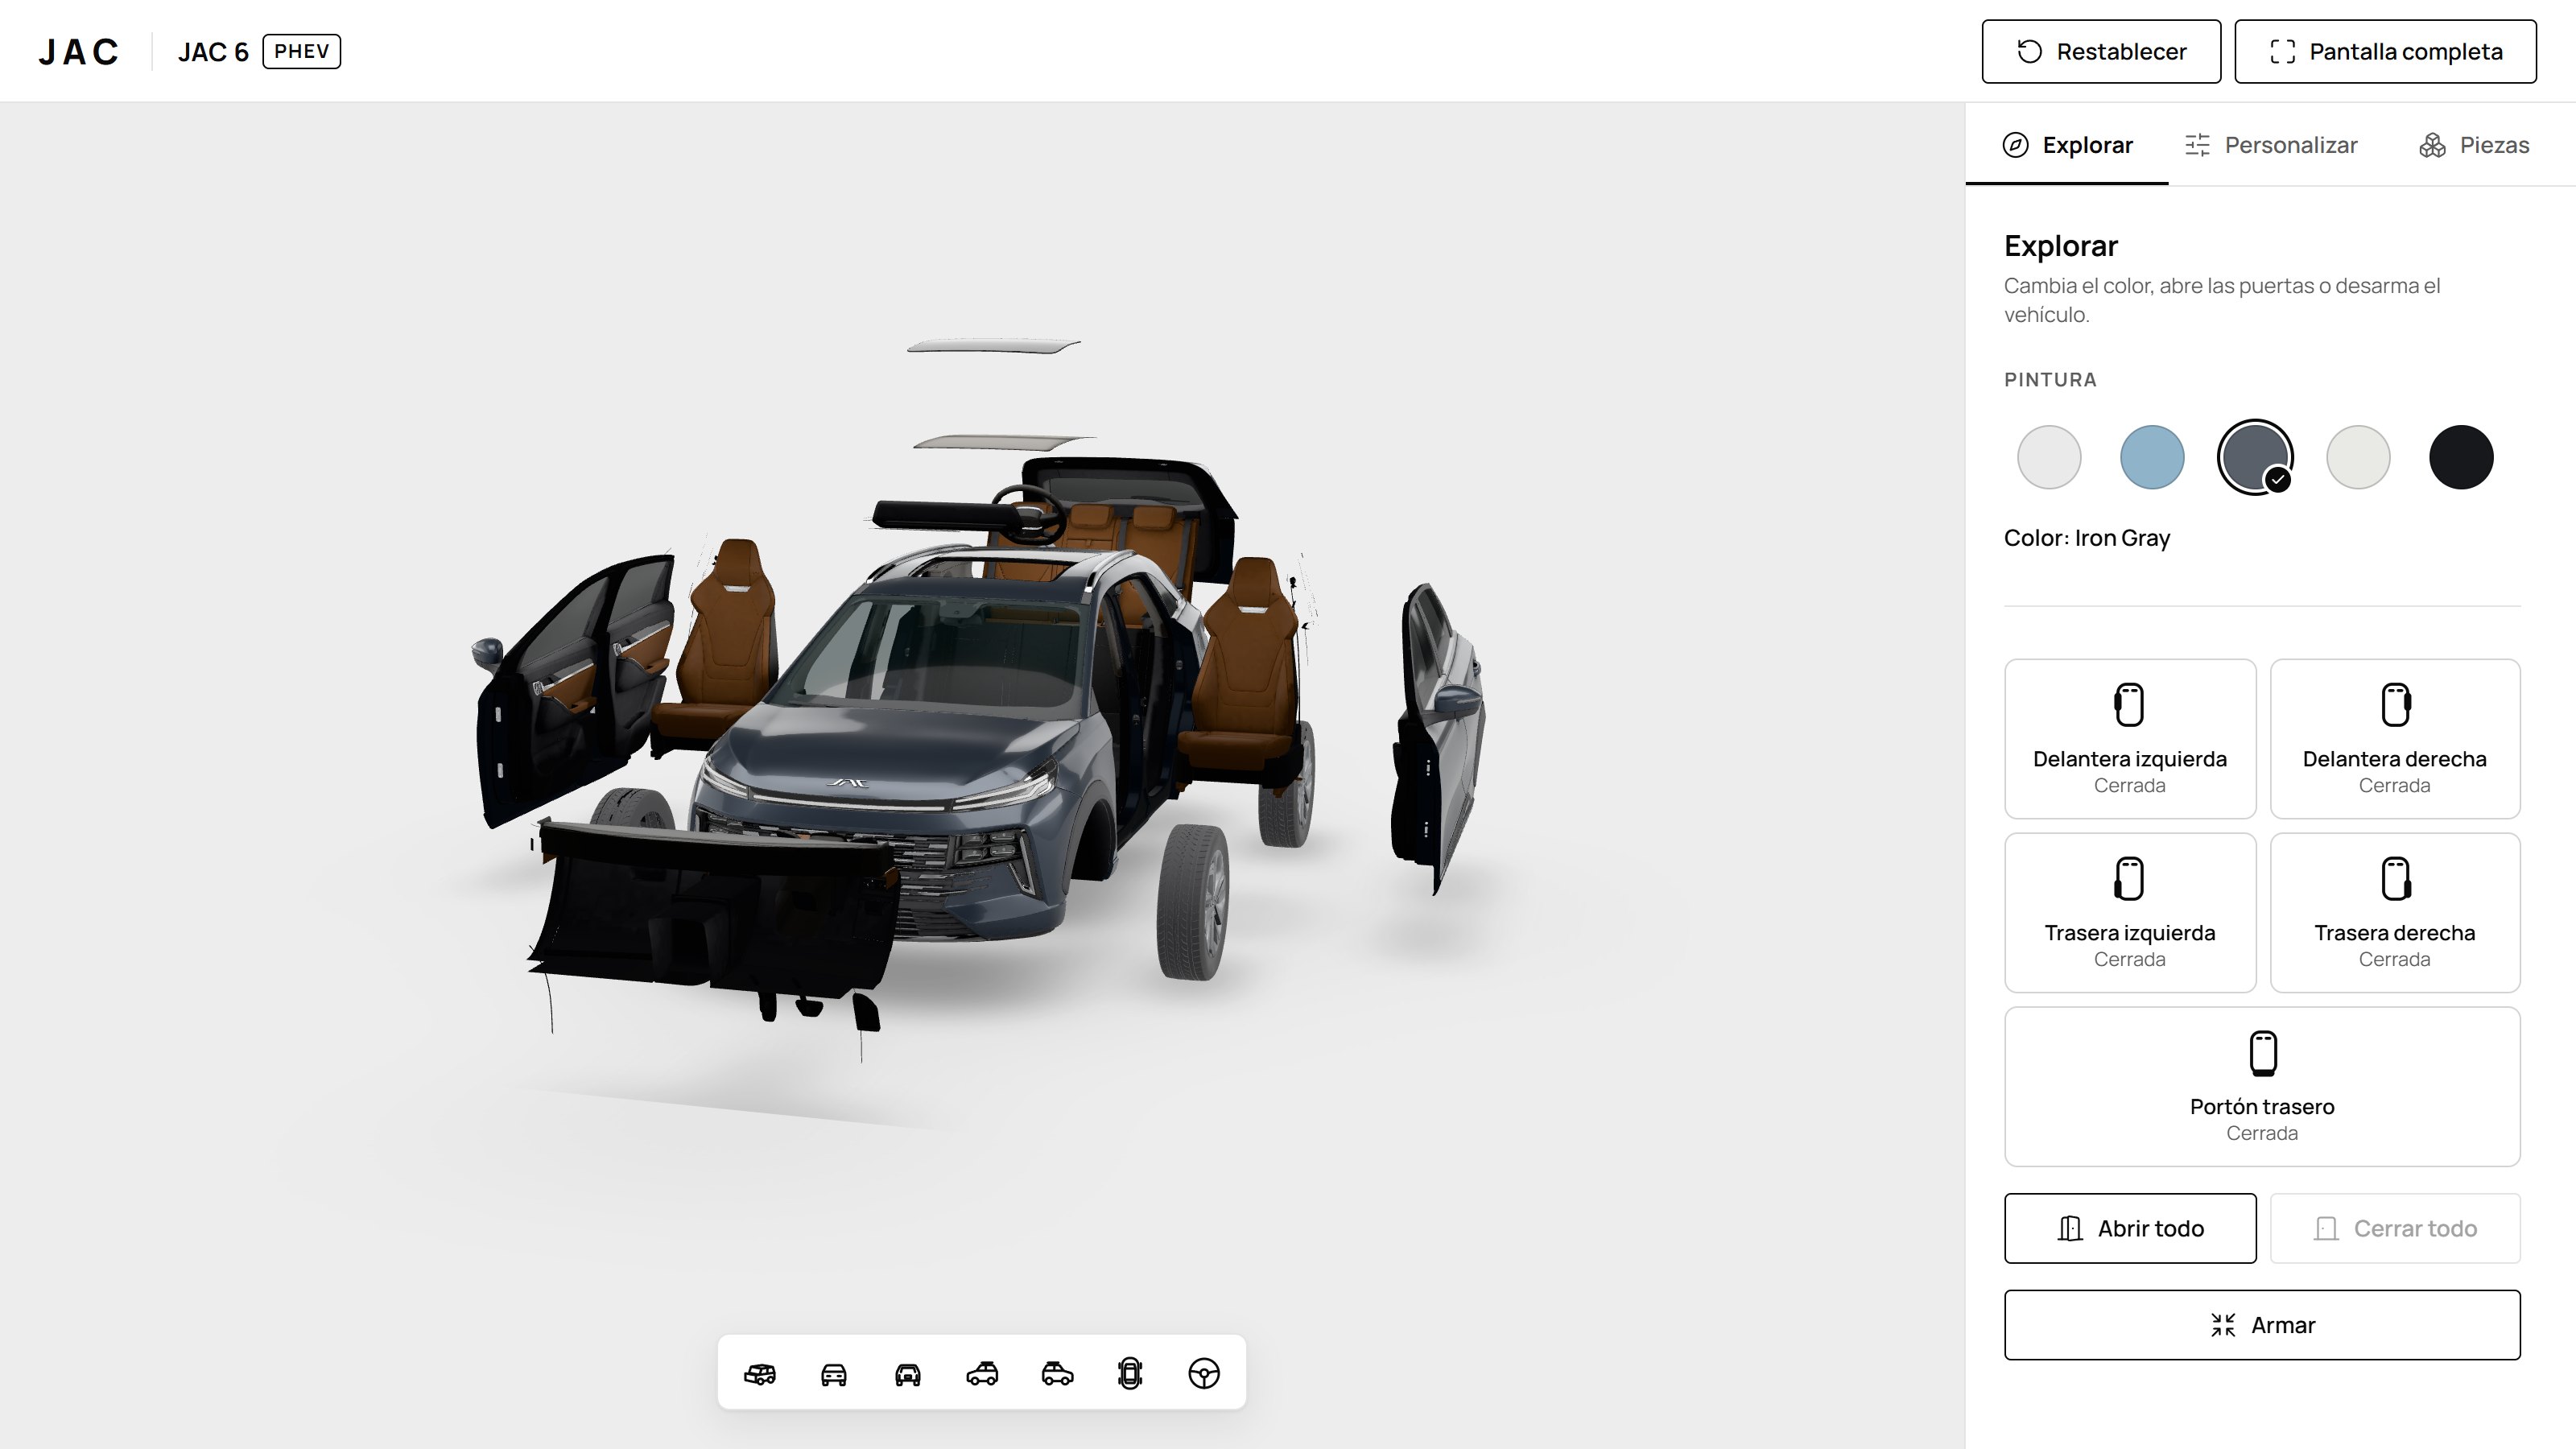 JAC
JAC 6
PHEV
Restablecer
Pantalla completa
Explorar
Personalizar
Piezas
Explorar
Cambia el color, abre las puertas o desarma el
vehículo.
PINTURA
Color: Iron Gray
JAC
Delantera izquierda
Cerrada
Delantera derecha
Cerrada
Trasera izquierda
Cerrada
Trasera derecha
Cerrada
Portón trasero
Cerrada
Abrir todo
Cerrar todo
Armar